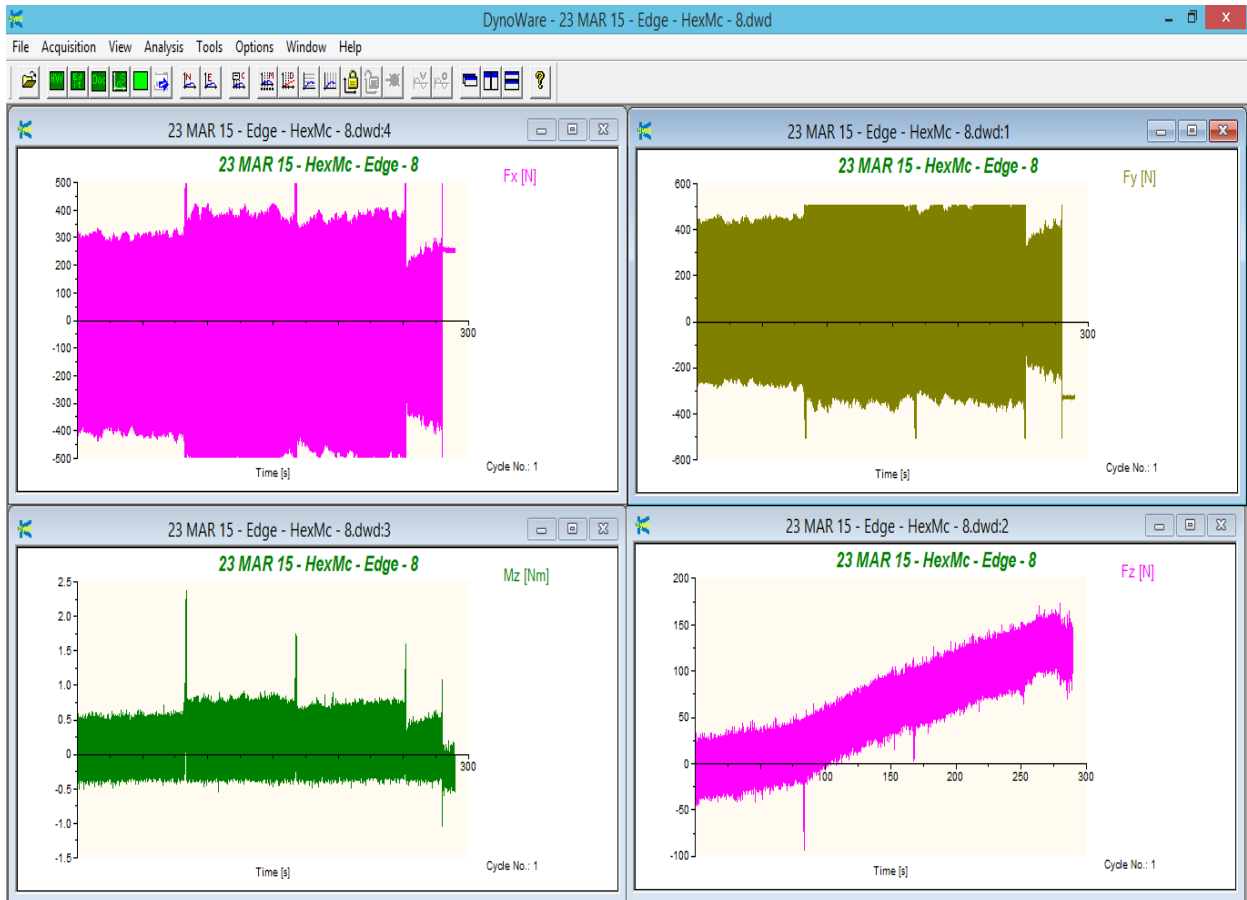 DynoWare - 23 MAR 15 - Edge - HexMc - 8.dwd
File Acquisition View Analysis Tools Options Window Help
23 MAR 15 - Edge - HexMc - 8.dwd:4
23 MAR 15 - HexMc - Edge - 8
Fx [N]
500
400
300
200
100
0
300
-100
-200
-300
-400
-500
Time [s]
Cycle No.: 1
23 MAR 15 - Edge - HexMc - 8.dwd:1
23 MAR 15 - HexMc - Edge - 8
Fy [N]
600
400
200
0
300
-200
-400
-600
Time [s]
Cycle No.: 1
23 MAR 15 - Edge - HexMc - 8.dwd:3
23 MAR 15 - HexMc - Edge - 8
Mz [Nm]
2.5
2.0
1.5
1.0
0.5
0
300
-0.5
-1.0
-1.5
Time [s]
Cycle No.: 1
23 MAR 15 - Edge - HexMc - 8.dwd:2
23 MAR 15 - HexMc - Edge - 8
Fz [N]
200
150
100
50
0
100 150 200 250 300
-50
-100
Time [s]
Cycle No.: 1